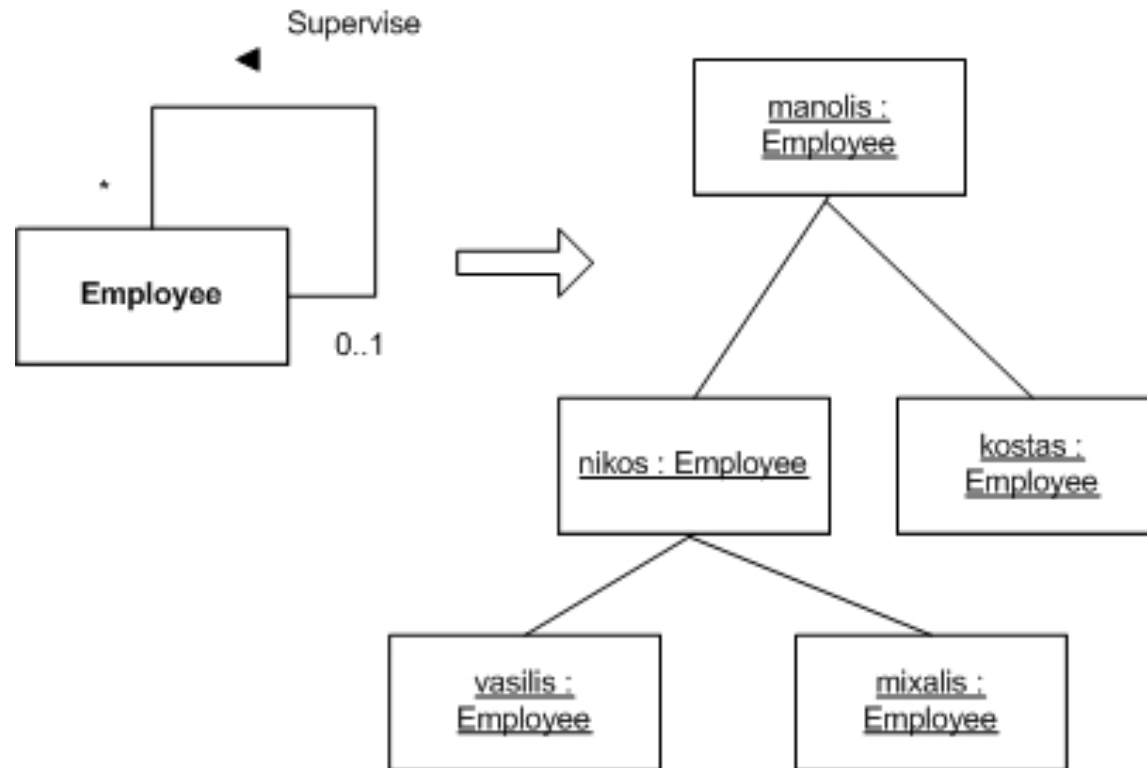 Supervise
*
Employee
0..1
manolis :
Employee
nikos : Employee
kostas :
Employee
vasilis :
Employee
mixalis :
Employee